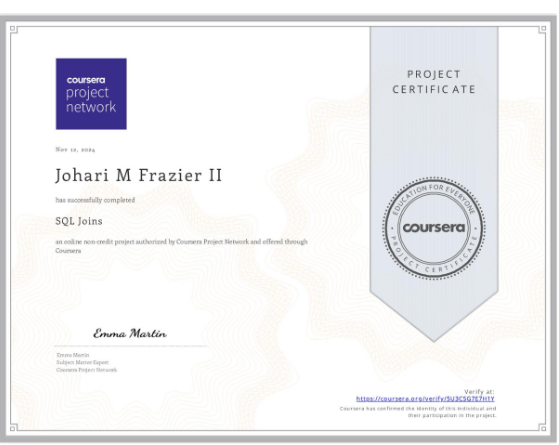 coursera
project
network
PROJECT
CERTIFICATE
Nov 12, 2024
Johari M Frazier II
has successfully completed
SQL Joins
an online non-credit project authorized by Coursera Project Network and offered through
Coursera
EDUCATION FOR EVERYONE
coursera
PROJECT CERTIFICATE
Emma Martin
Emma Martin
Subject Matter Expert
Coursera Project Network
Verify at:
https://coursera.org/verify/5U3CSG7E7H1Y
Coursera has confirmed the identity of this individual and
their participation in the project.